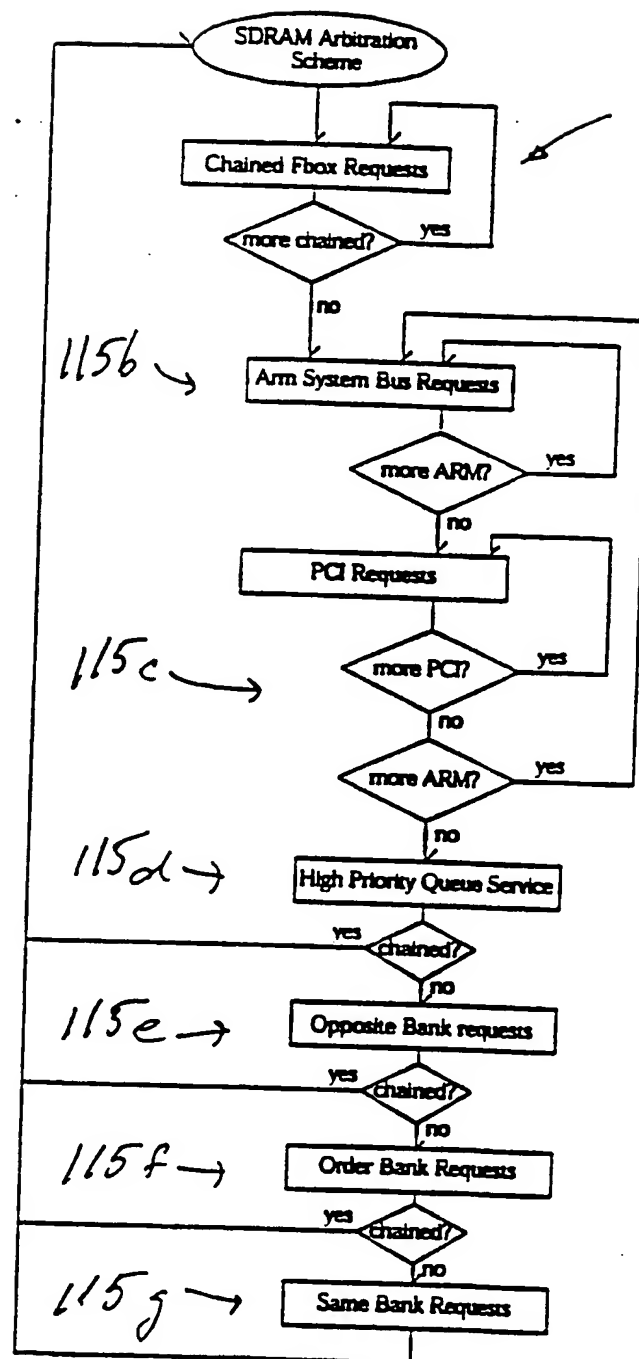 SDRAM Arbitration
Scheme
Chained Fbox Requests
more chained?
yes
no
115b
Arm System Bus Requests
more ARM?
yes
no
PCI Requests
115c
more PCI?
yes
no
more ARM?
yes
no
115d
High Priority Queue Service
yes
chained?
no
115e
Opposite Bank requests
yes
chained?
no
115f
Order Bank Requests
yes
chained?
no
115g
Same Bank Requests